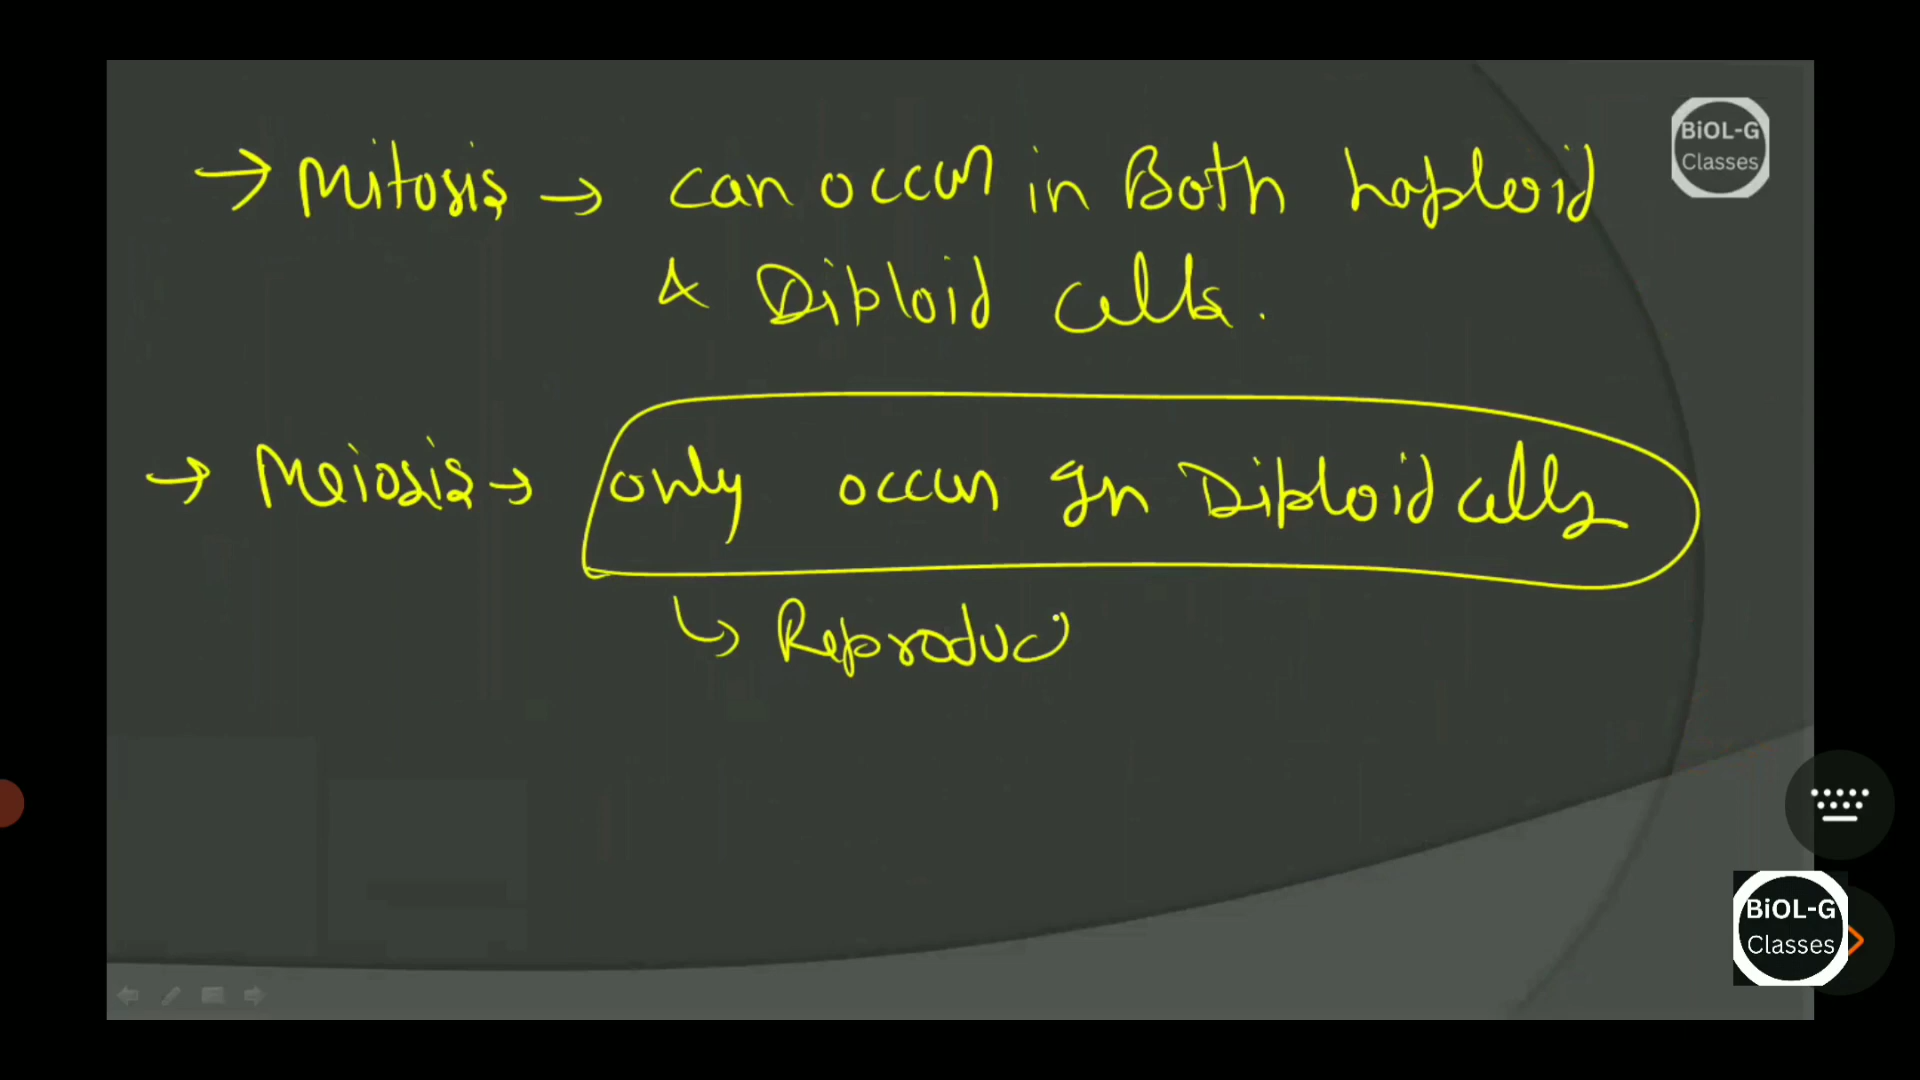 BiOL-G
Classes
→ Mitosis → can occur in Both haploid
& Diploid cells.
→ Meiosis → only occur In Diploid cells
↳ Reproduc
BiOL-G
Classes